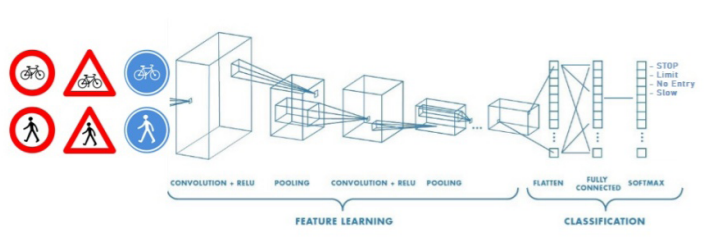 - STOP
- Limit
- No Entry
- Slow
CONVOLUTION + RELU POOLING CONVOLUTION + RELU POOLING FLATTEN FULLY CONNECTED SOFTMAX
FEATURE LEARNING CLASSIFICATION